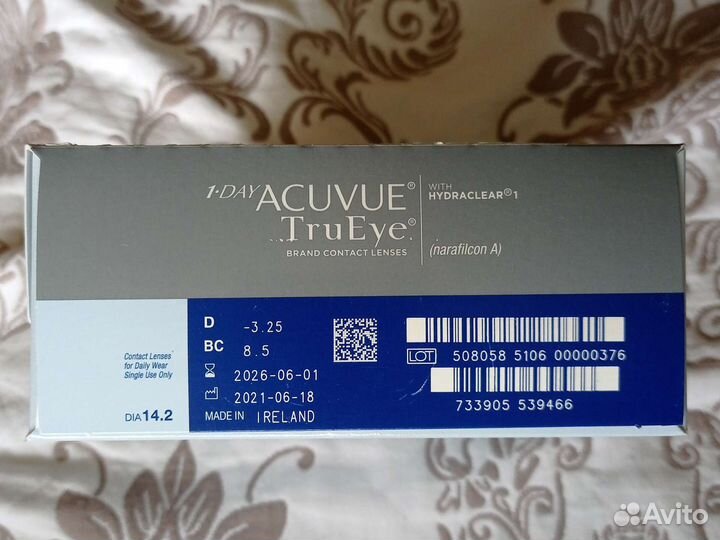 1·DAY ACUVUE® TruEye®
BRAND CONTACT LENSES
WITH
HYDRACLEAR®1
(narafilcon A)
Contact Lenses
for Daily Wear
Single Use Only
DIA14.2
D -3.25
BC 8.5
2026-06-01
2021-06-18
MADE IN IRELAND
LOT 508058 5106 00000376
733905 539466
Avito